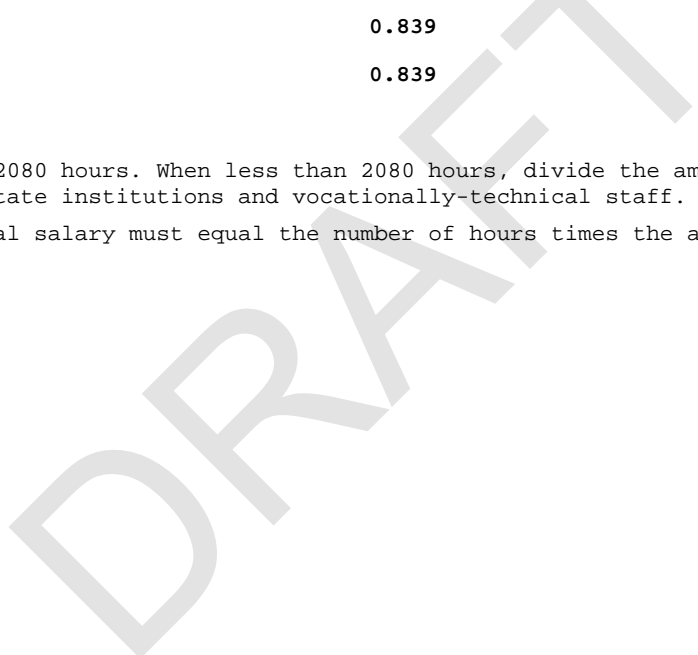 0.839
0.839
2080 hours. When less than 2080 hours, divide the am
tate institutions and vocationally-technical staff.
al salary must equal the number of hours times the a
DRAFT